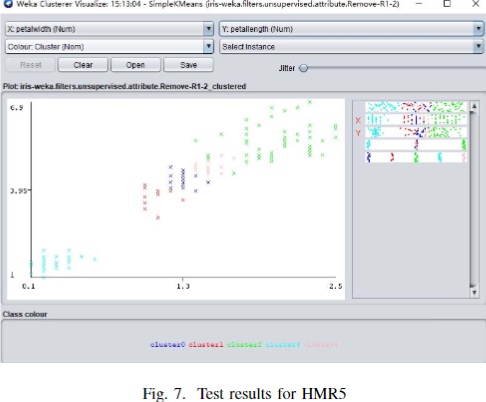 Weka Clusterer Visualize: 15:13:04 - SimpleKMeans (iris-weka.filters.unsupervised.attribute.Remove-R1-2)
X: petalwidth (Num)
Y: petallength (Num)
Colour: Cluster (Nom)
Select Instance
Reset
Clear
Open
Save
Jitter
Plot: iris-weka.filters.unsupervised.attribute.Remove-R1-2_clustered
6.9
3.95
1
0.1
1.3
2.5
X
Y
Class colour
cluster0 cluster1 cluster2 cluster3 cluster4
Fig. 7. Test results for HMR5